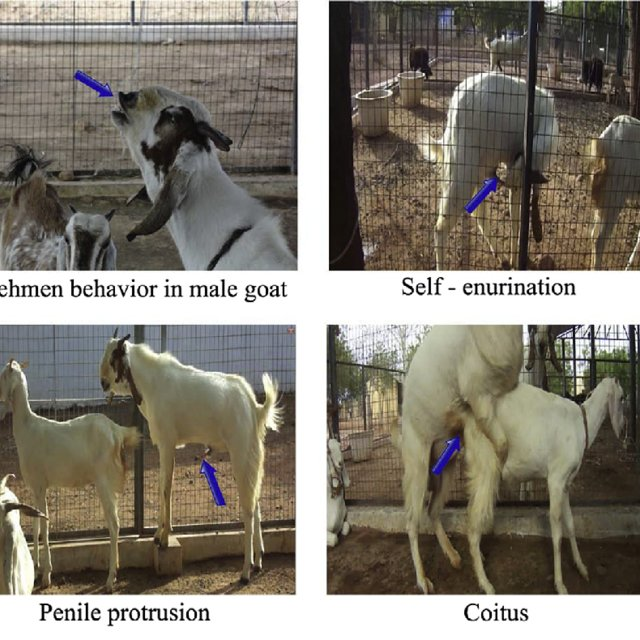 ehmen behavior in male goat
Self - enurination
Penile protrusion
Coitus